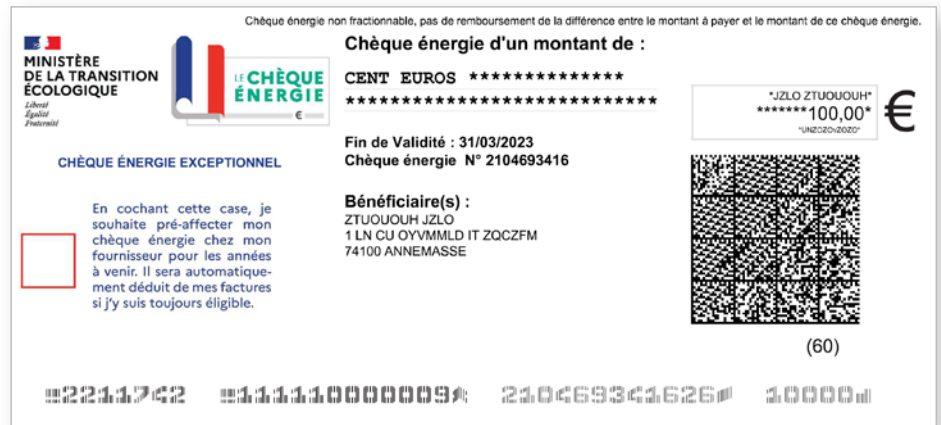 Chèque énergie non fractionnable, pas de remboursement de la différence entre le montant à payer et le montant de ce chèque énergie.
MINISTÈRE
DE LA TRANSITION
ÉCOLOGIQUE
Liberté
Égalité
Fraternité
LE CHÈQUE
ÉNERGIE
€
CHÈQUE ÉNERGIE EXCEPTIONNEL
En cochant cette case, je
souhaite pré-affecter mon
chèque énergie chez mon
fournisseur pour les années
à venir. Il sera automatique-
ment déduit de mes factures
si j'y suis toujours éligible.
Chèque énergie d'un montant de :
CENT EUROS **************
****************************
Fin de Validité : 31/03/2023
Chèque énergie N° 2104693416
Bénéficiaire(s) :
ZTUOUOUH JZLO
1 LN CU OYVMMLD IT ZQCZFM
74100 ANNEMASSE
*JZLO ZTUOUOUH*
*******100,00*
*UNZOZOVZOZO*
€
(60)
2211742 111110000009 210469341626 10000